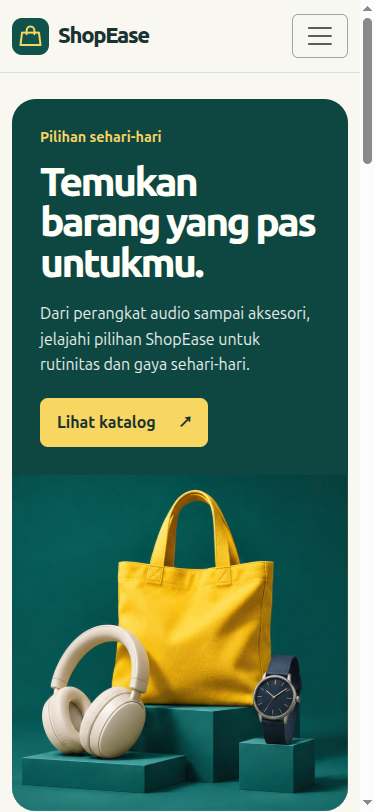 ShopEase
Pilihan sehari-hari
Temukan
barang yang pas
untukmu.
Dari perangkat audio sampai aksesori,
jelajahi pilihan ShopEase untuk
rutinitas dan gaya sehari-hari.
Lihat katalog ↗